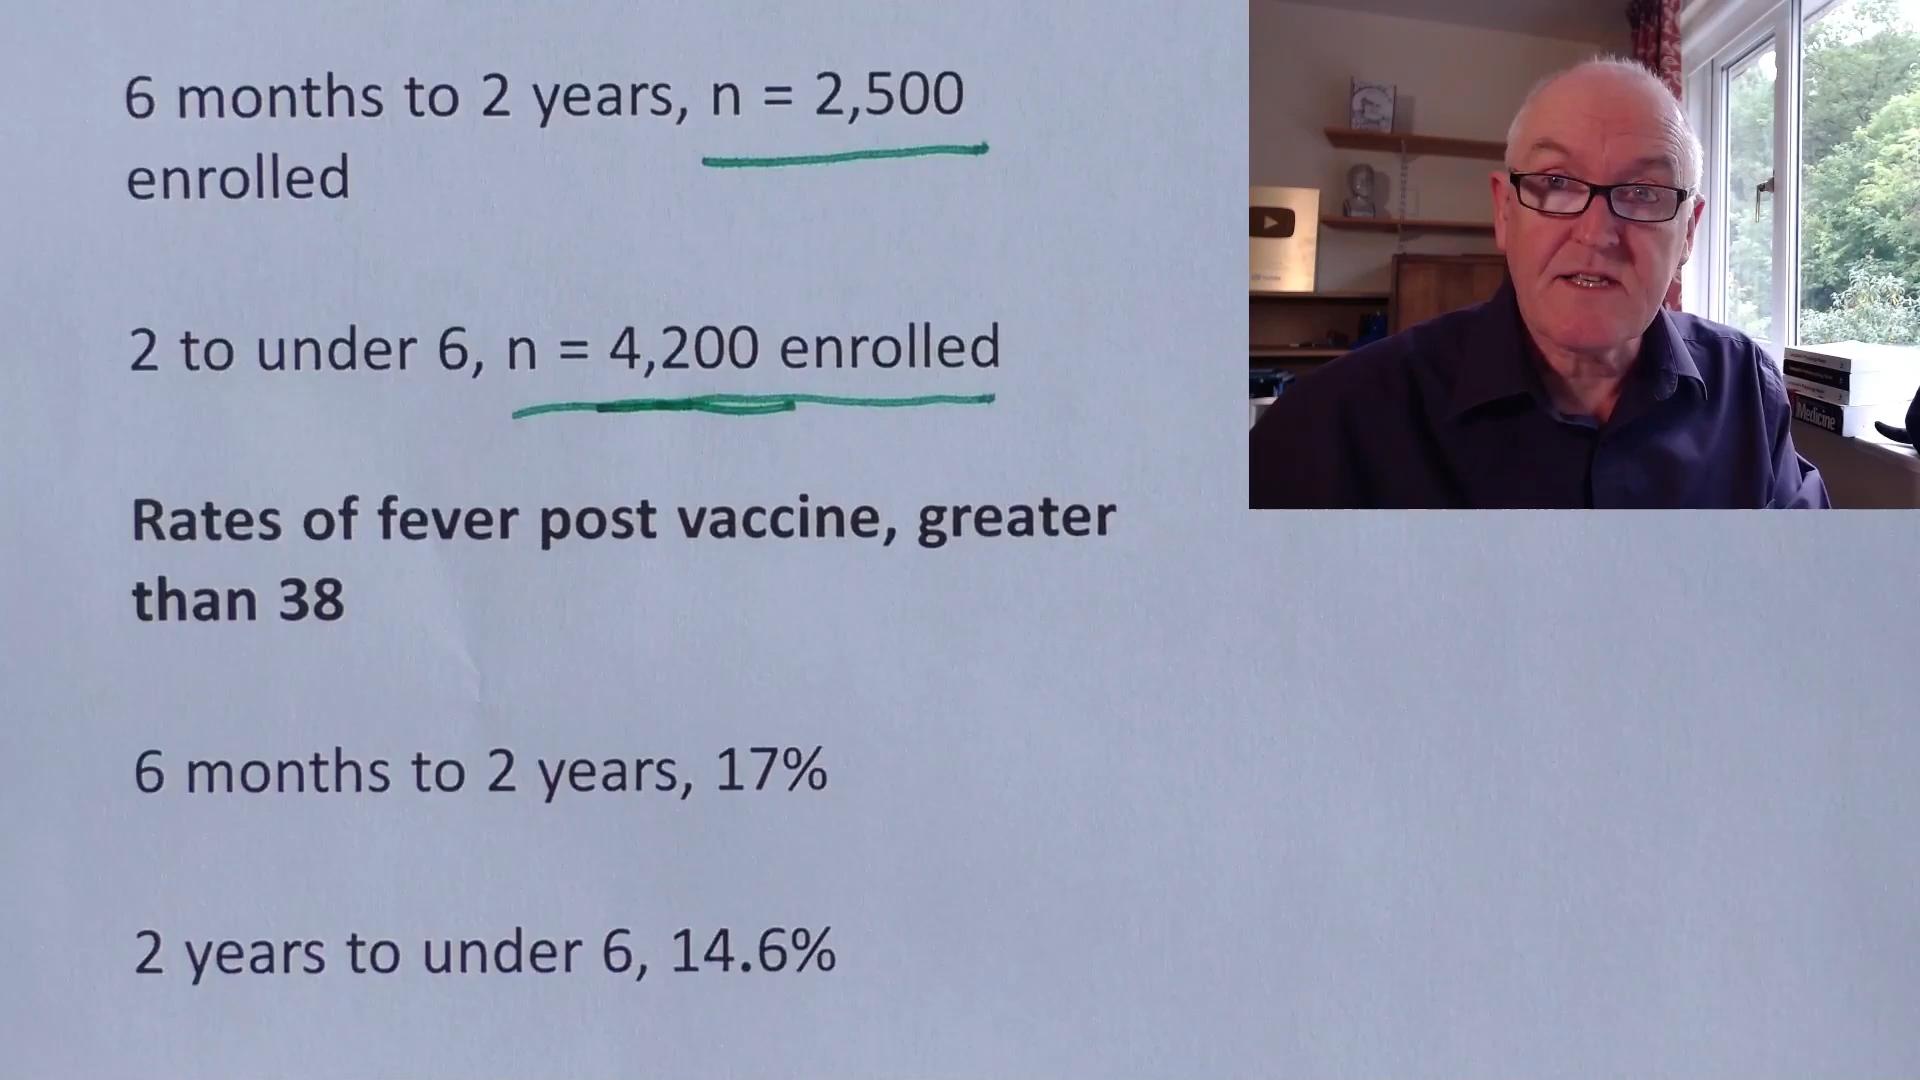 6 months to 2 years, n = 2,500
enrolled
2 to under 6, n = 4,200 enrolled
Rates of fever post vaccine, greater
than 38
6 months to 2 years, 17%
2 years to under 6, 14.6%
Medicine